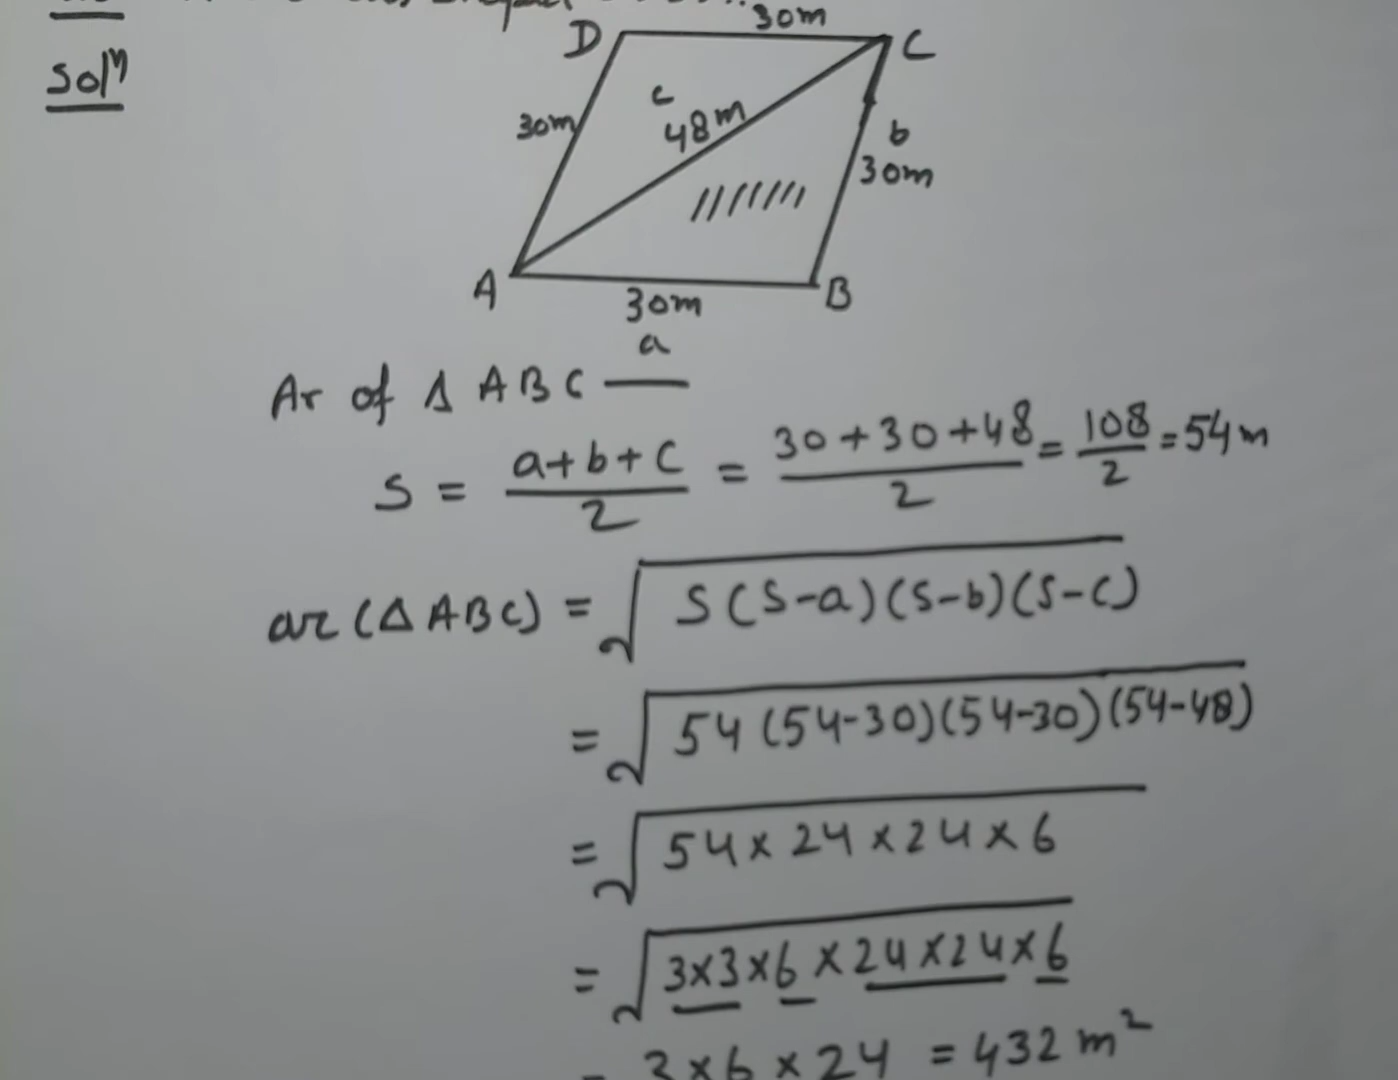 Solⁿ
30m
D
C
c
48m
30m
b
30m
A
B
30m
a
Ar of Δ ABC
S = a+b+c/2 = 30+30+48/2 = 108/2 = 54m
ar(ΔABC) = √S(S-a)(S-b)(S-c)
= √54(54-30)(54-30)(54-48)
= √54×24×24×6
= √3×3×6×24×24×6
= 3×6×24 = 432 m²